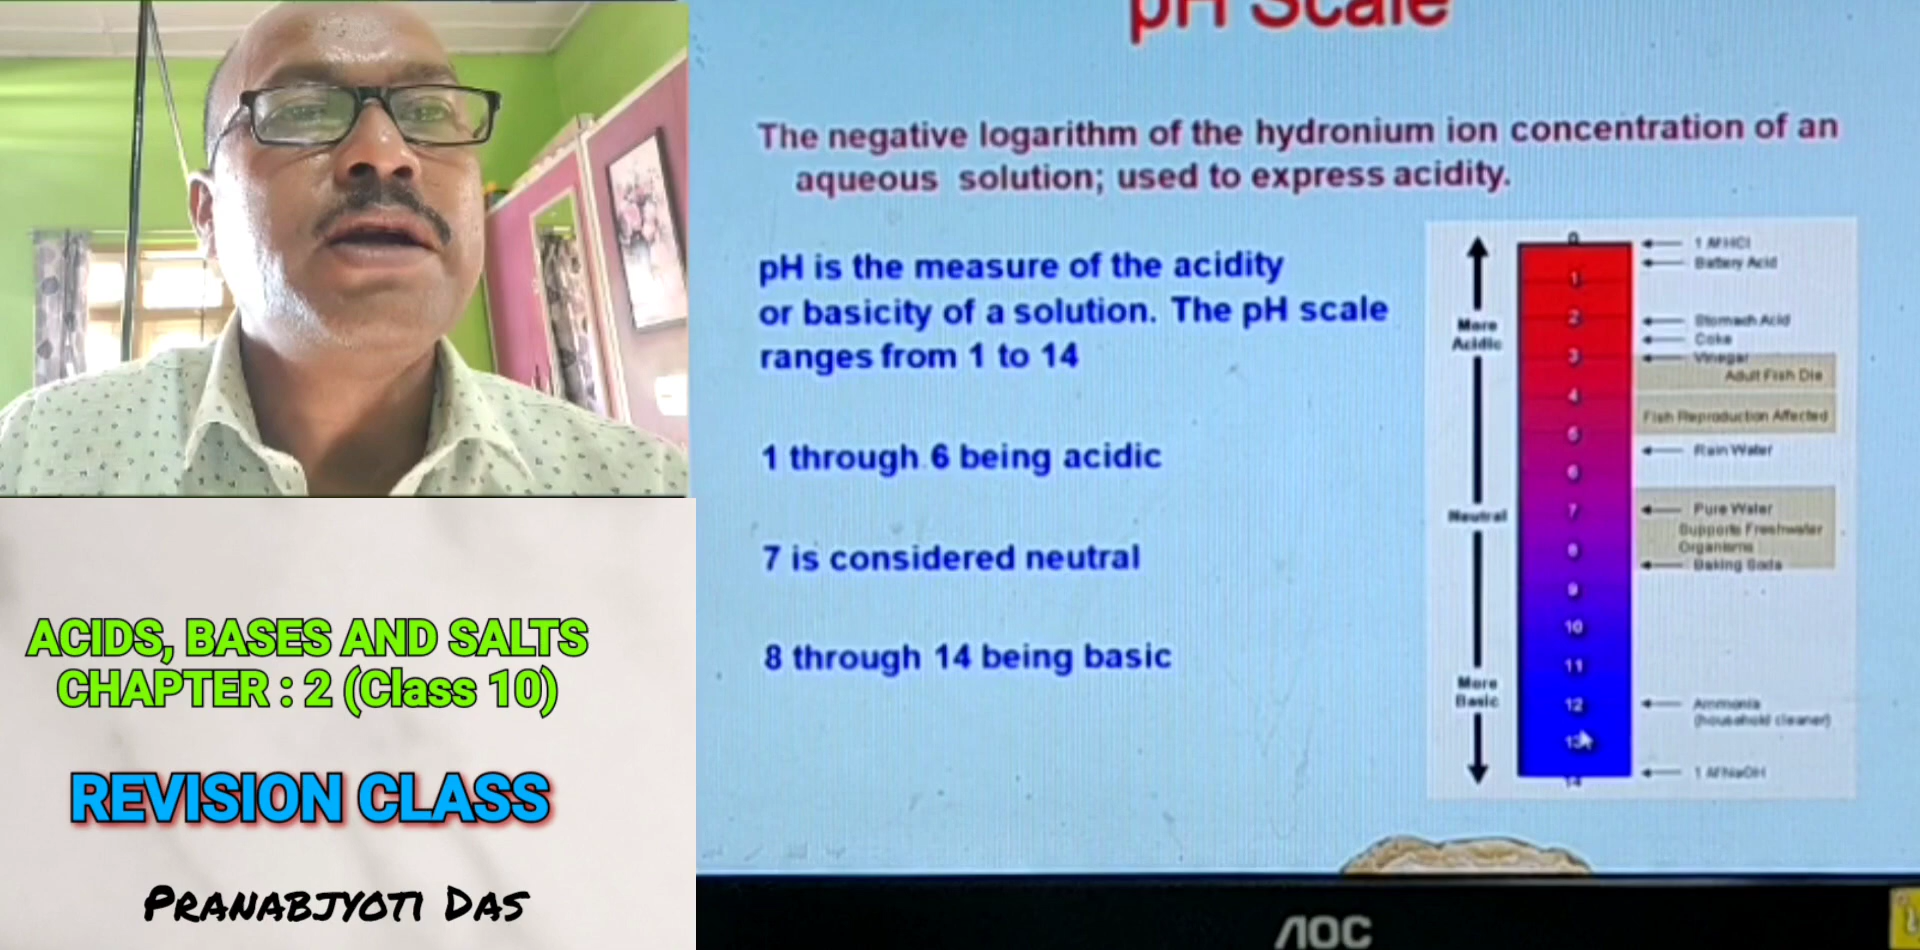 pH Scale
The negative logarithm of the hydronium ion concentration of an
aqueous solution; used to express acidity.
pH is the measure of the acidity
or basicity of a solution. The pH scale
ranges from 1 to 14
1 through 6 being acidic
7 is considered neutral
8 through 14 being basic
More
Acidic
Neutral
More
Basic
0
1
2
3
4
5
6
7
8
9
10
11
12
13
14
1 M HCl
Battery Acid
Stomach Acid
Coke
Vinegar
Adult Fish Die
Fish Reproduction Affected
Rain Water
Pure Water
Supports Freshwater
Organisms
Baking Soda
Ammonia
(household cleaner)
1 M NaOH
AOC
ACIDS, BASES AND SALTS
CHAPTER : 2 (Class 10)
REVISION CLASS
PRANABJYOTI DAS